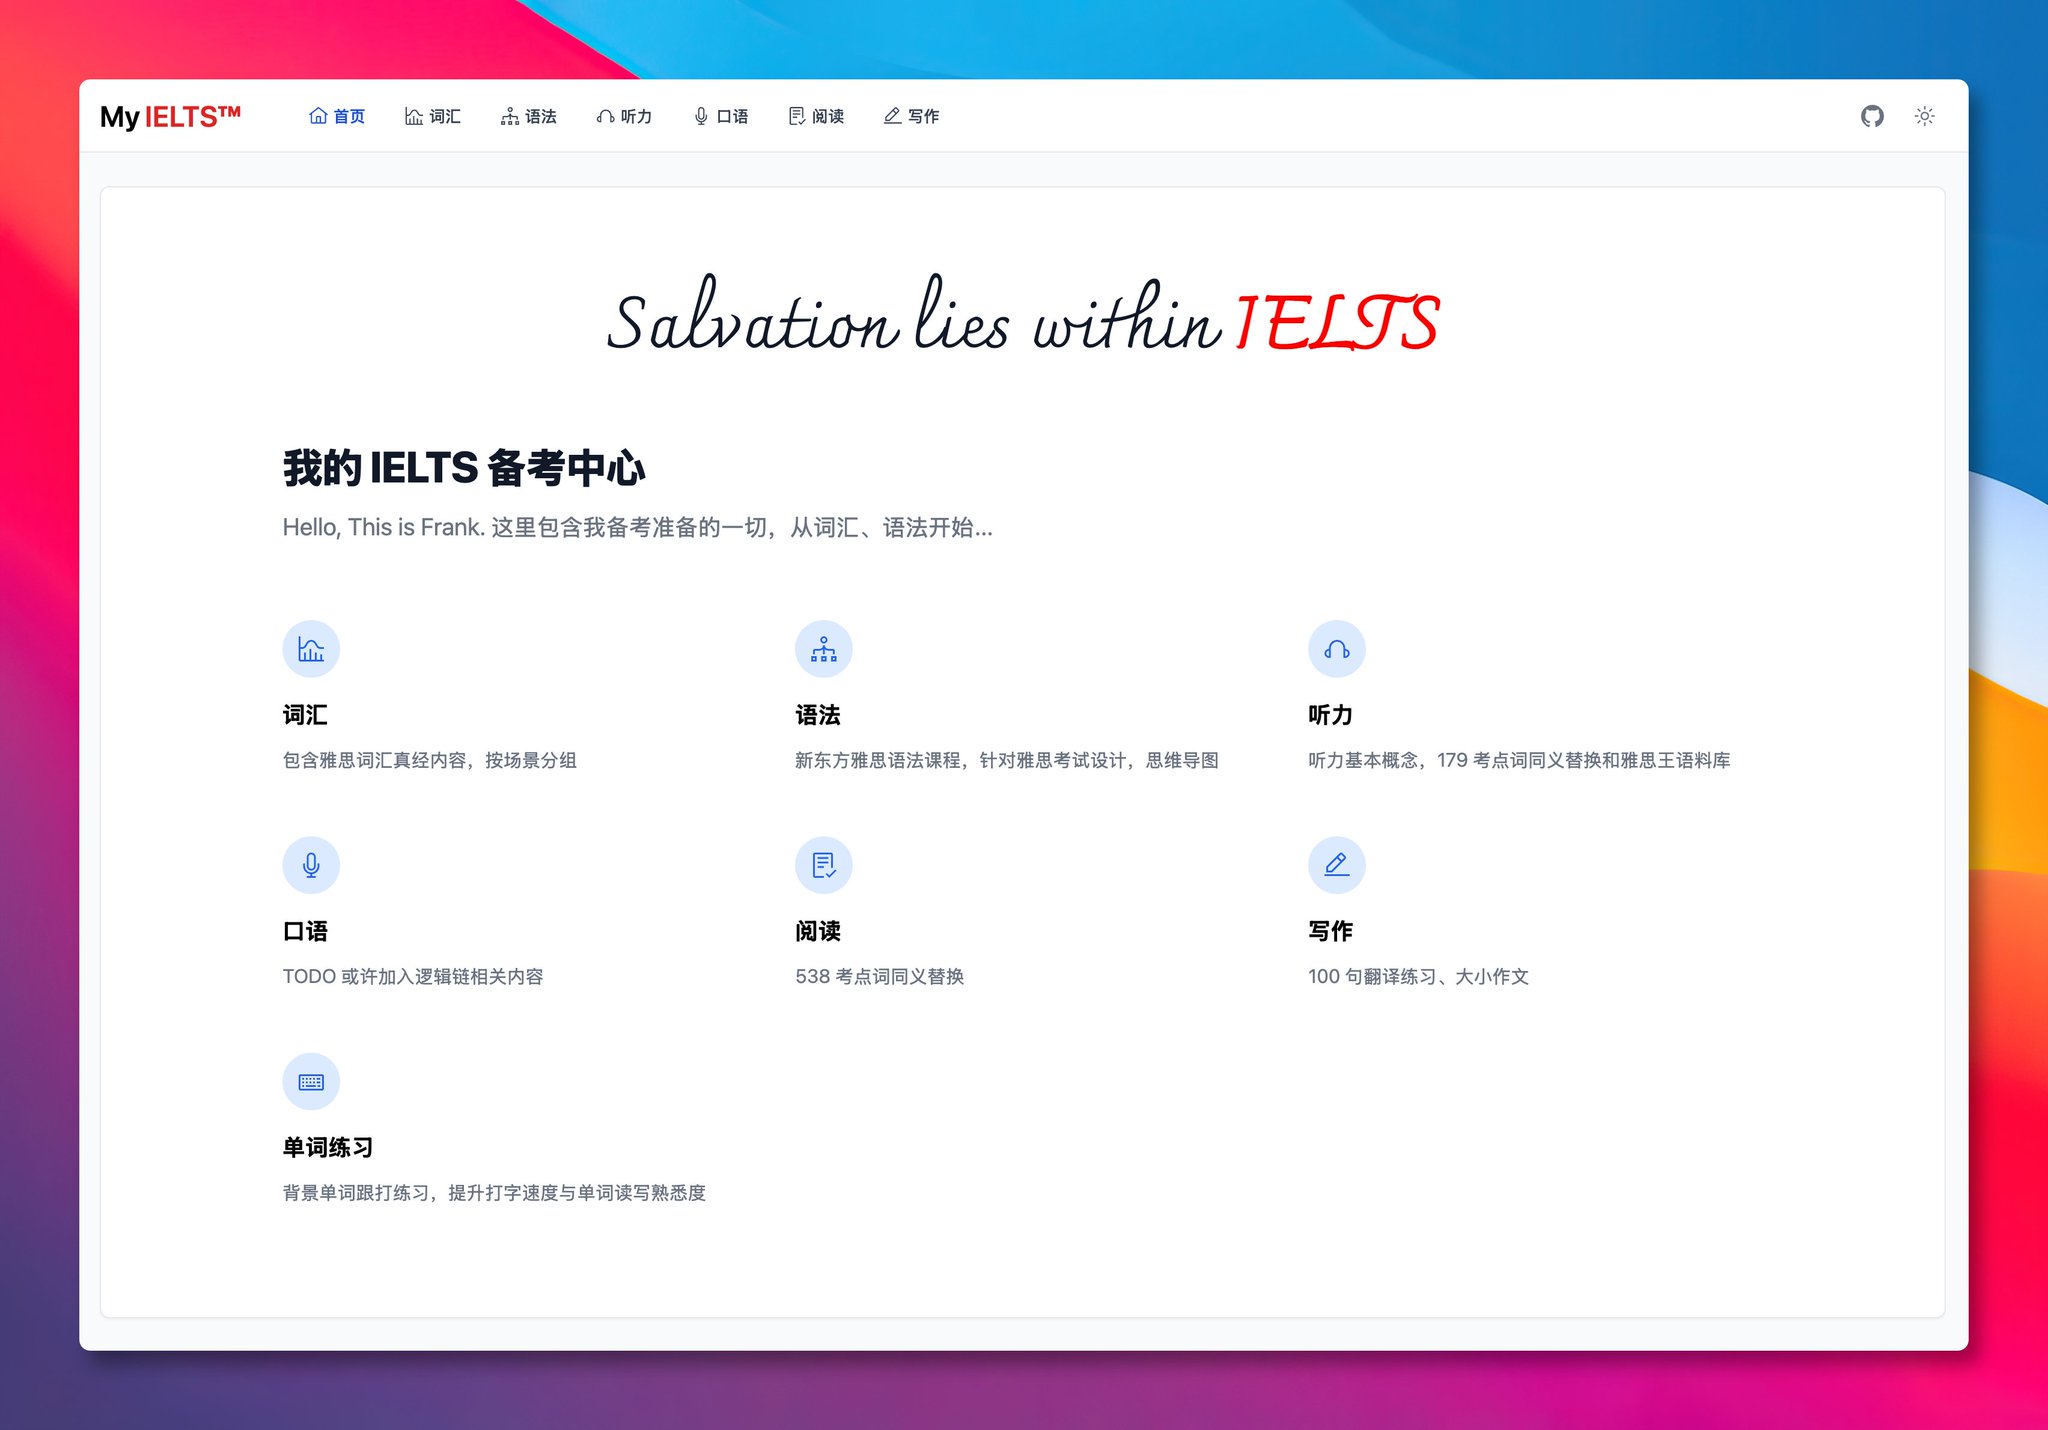 My IELTS™ 首页 词汇 语法 听力 口语 阅读 写作
Salvation lies within IELTS
我的 IELTS 备考中心
Hello, This is Frank. 这里包含我备考准备的一切，从词汇、语法开始...
词汇
包含雅思词汇真经内容，按场景分组
语法
新东方雅思语法课程，针对雅思考试设计，思维导图
听力
听力基本概念，179 考点词同义替换和雅思王语料库
口语
TODO 或许加入逻辑链相关内容
阅读
538 考点词同义替换
写作
100 句翻译练习、大小作文
单词练习
背景单词跟打练习，提升打字速度与单词读写熟悉度